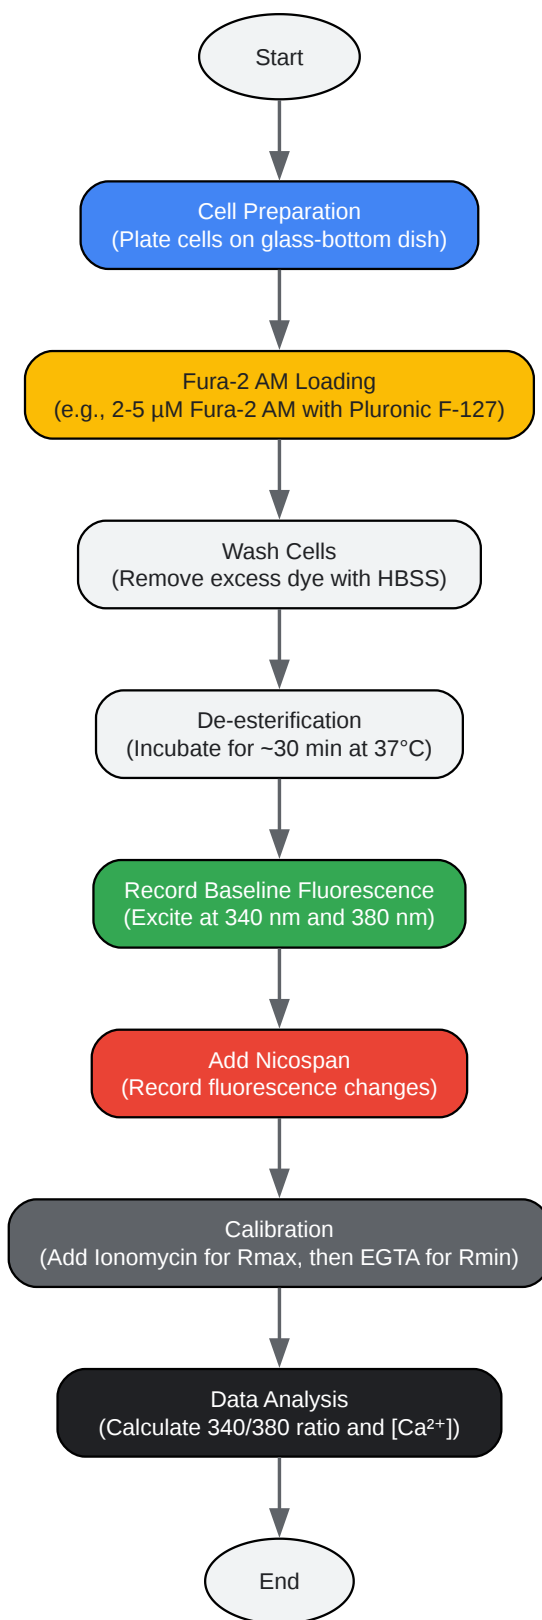 Start
Cell Preparation
(Plate cells on glass-bottom dish)
Fura-2 AM Loading
(e.g., 2-5 µM Fura-2 AM with Pluronic F-127)
Wash Cells
(Remove excess dye with HBSS)
De-esterification
(Incubate for ~30 min at 37°C)
Record Baseline Fluorescence
(Excite at 340 nm and 380 nm)
Add Nicospan
(Record fluorescence changes)
Calibration
(Add Ionomycin for Rmax, then EGTA for Rmin)
Data Analysis
(Calculate 340/380 ratio and [Ca²⁺])
End